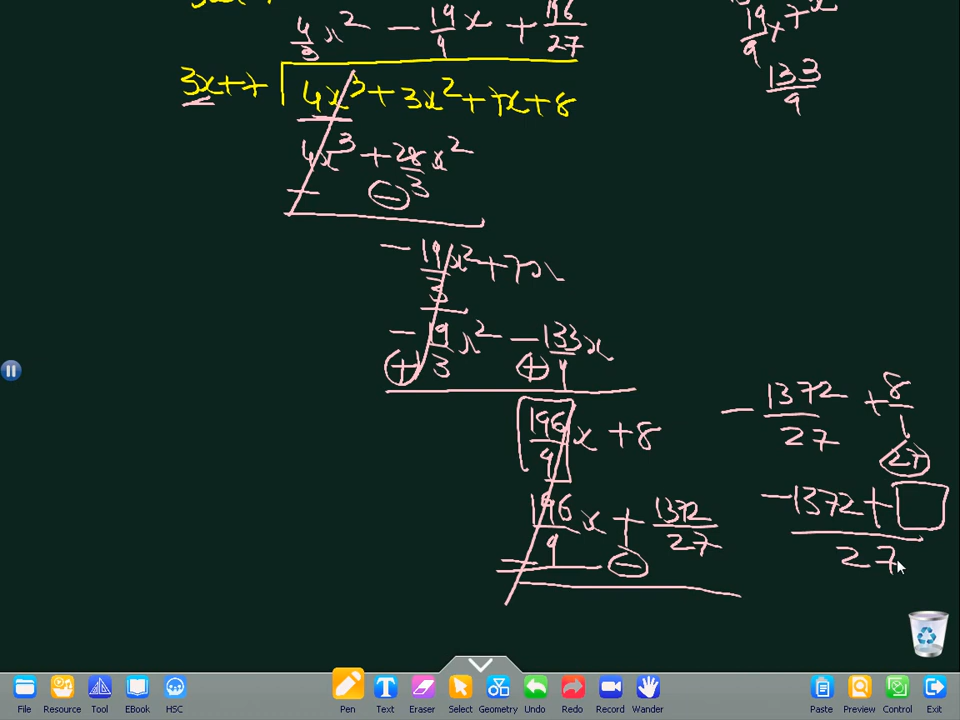 4/3 x² − 19/9 x + 196/27
3x+7 4x³ + 3x² + 7x + 8
4x³ + 28/3 x²
− −
− 19/3 x² + 7x
− 19/3 x² − 133/9 x
+ +
196/9 x + 8
196/9 x + 1372/27
− −
19/9 × 7 x
133/9
− 1372/27 + 8/1
27
−1372 + □
27
File Resource Tool EBook HSC Pen Text Eraser Select Geometry Undo Redo Record Wander Paste Preview Control Exit